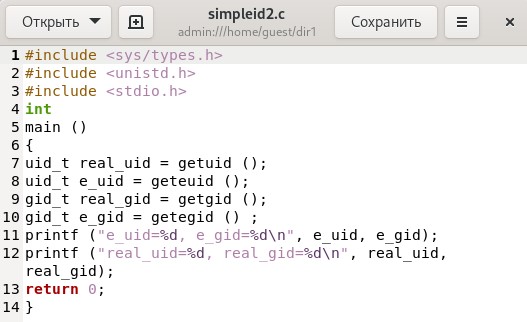 Открыть
simpleid2.c
admin:///home/guest/dir1
Сохранить
1 #include <sys/types.h>
2 #include <unistd.h>
3 #include <stdio.h>
4 int
5 main ()
6 {
7 uid_t real_uid = getuid ();
8 uid_t e_uid = geteuid ();
9 gid_t real_gid = getgid ();
10 gid_t e_gid = getegid () ;
11 printf ("e_uid=%d, e_gid=%d\n", e_uid, e_gid);
12 printf ("real_uid=%d, real_gid=%d\n", real_uid,
real_gid);
13 return 0;
14 }